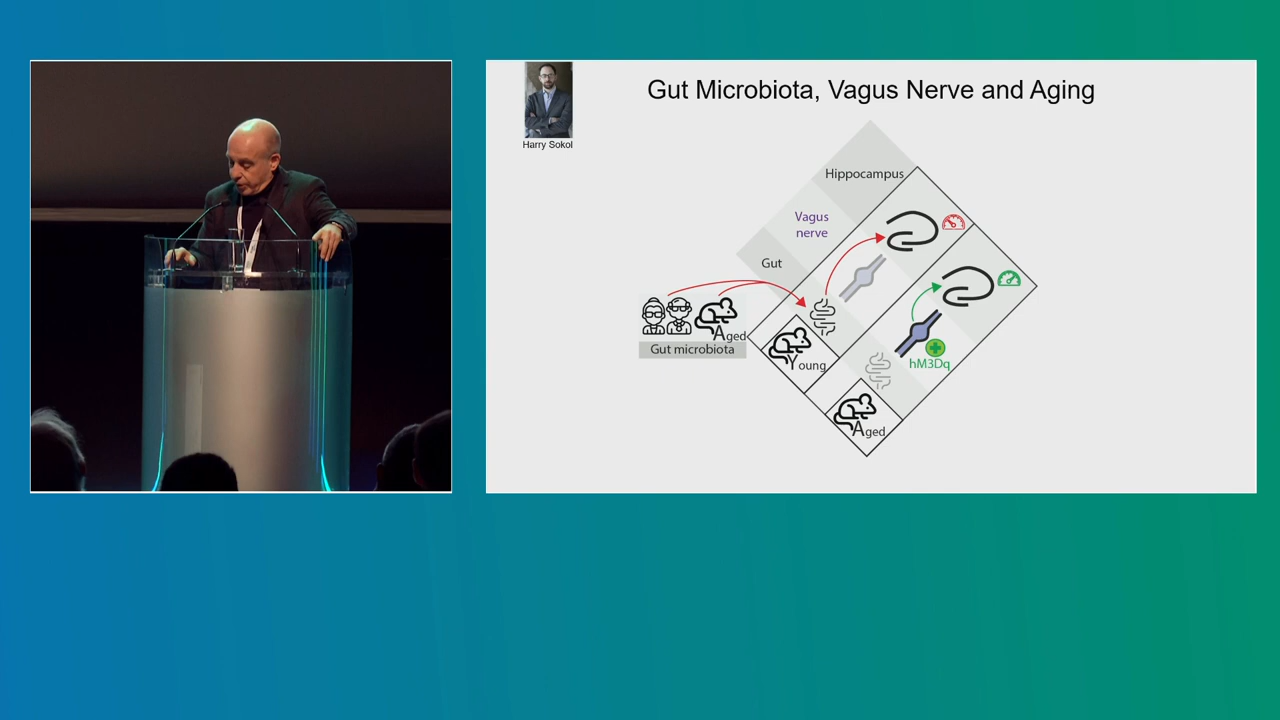 Gut Microbiota, Vagus Nerve and Aging
Harry Sokol
Hippocampus
Vagus
nerve
Gut
Aged
Gut microbiota
Young
hM3Dq
Aged